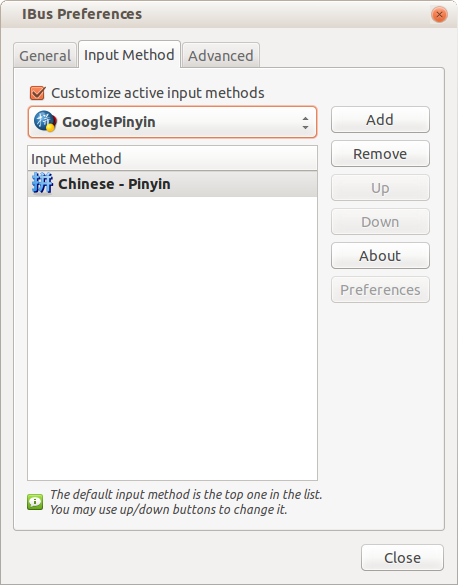 IBus Preferences
General
Input Method
Advanced
Customize active input methods
GooglePinyin
Add
Input Method
Remove
拼 Chinese - Pinyin
Up
Down
About
Preferences
The default input method is the top one in the list.
You may use up/down buttons to change it.
Close